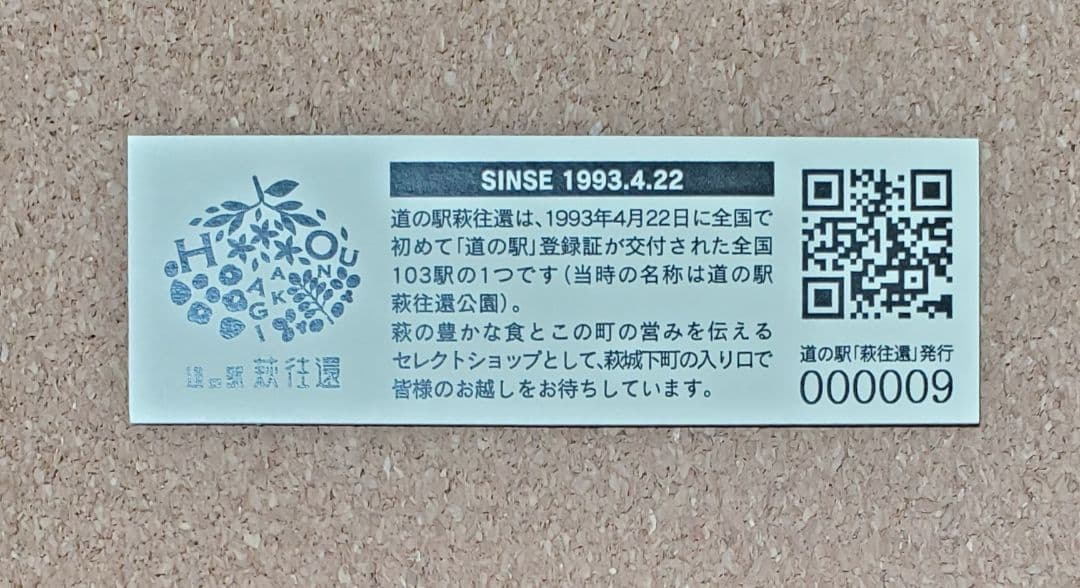 SINSE 1993.4.22
道の駅萩往還は、1993年4月22日に全国で
初めて「道の駅」登録証が交付された全国
103駅の1つです(当時の名称は道の駅
萩往還公園)。
萩の豊かな食とこの町の営みを伝える
セレクトショップとして、萩城下町の入り口で
皆様のお越しをお待ちしています。
HAGI
OUKAN
道の駅 萩往還
道の駅「萩往還」発行
000009